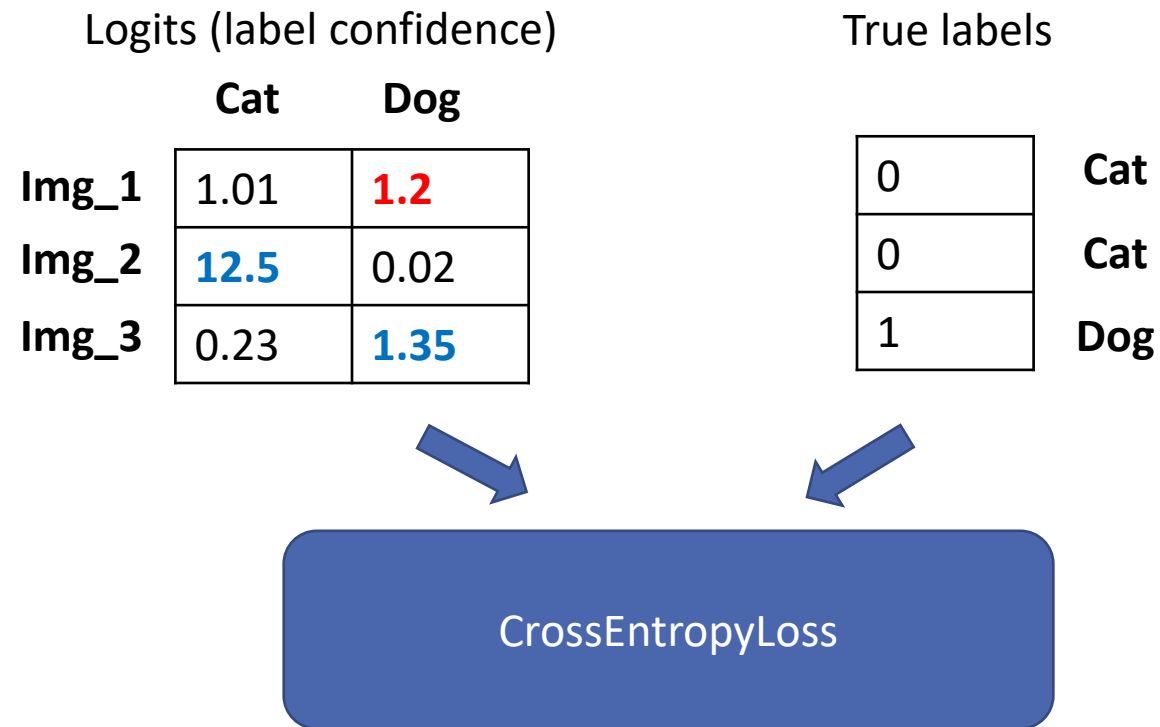 Logits (label confidence) True labels
Cat Dog
Img_1 1.01 1.2 0 Cat
Img_2 12.5 0.02 0 Cat
Img_3 0.23 1.35 1 Dog
CrossEntropyLoss